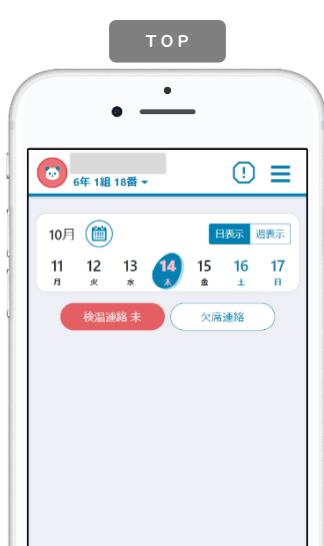 TOP
6年 1組 18番
10月
日表示 週表示
11 12 13 14 15 16 17
月 火 水 木 金 土 日
検温連絡 未 欠席連絡